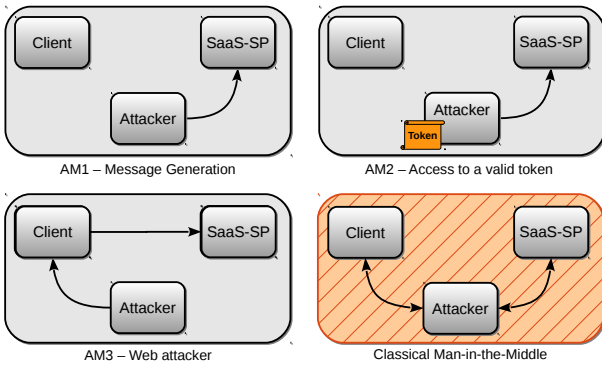 Client
SaaS-SP
Attacker
AM1 – Message Generation
Client
SaaS-SP
Attacker
Token
AM2 – Access to a valid token
Client
SaaS-SP
Attacker
AM3 – Web attacker
Client
SaaS-SP
Attacker
Classical Man-in-the-Middle